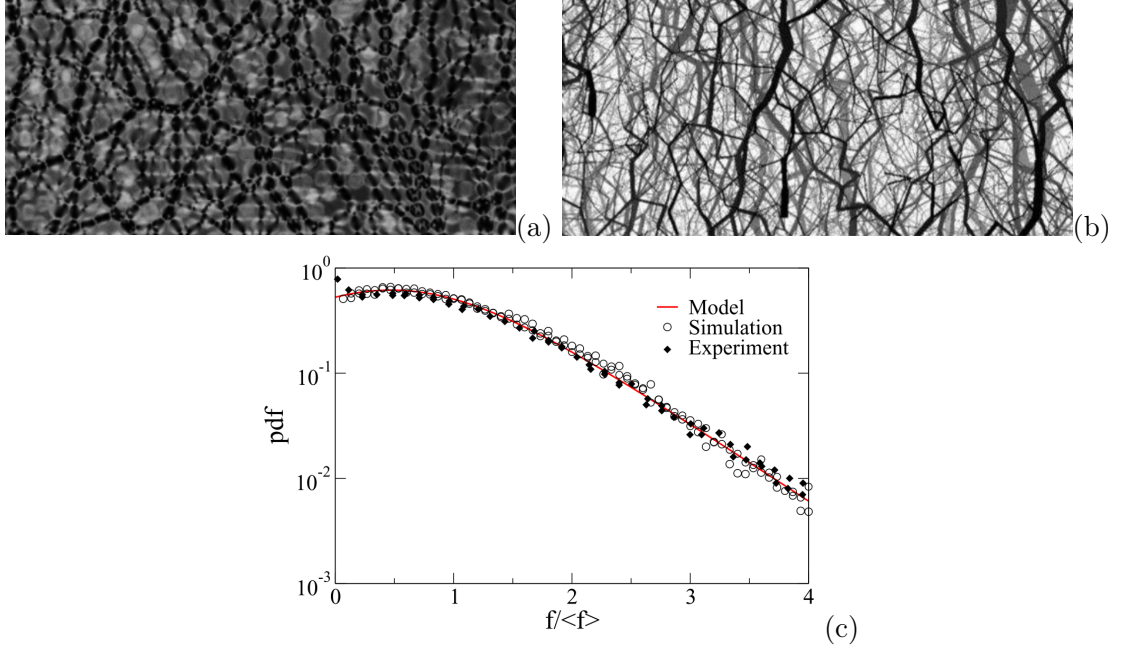 (a)
(b)
10^0
10^-1
10^-2
10^-3
pdf
Model
Simulation
Experiment
0 1 2 3 4
f/<f>
(c)